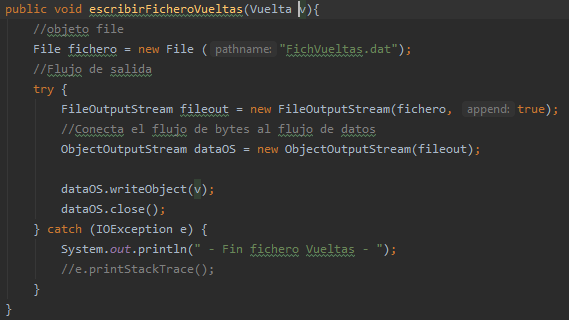 public void escribirFicheroVueltas(Vuelta v){
//objeto file
File fichero = new File ( pathname: "FichVueltas.dat");
//Flujo de salida
try {
FileOutputStream fileout = new FileOutputStream(fichero, append: true);
//Conecta el flujo de bytes al flujo de datos
ObjectOutputStream dataOS = new ObjectOutputStream(fileout);
dataOS.writeObject(v);
dataOS.close();
} catch (IOException e) {
System.out.println(" - Fin fichero Vueltas - ");
//e.printStackTrace();
}
}